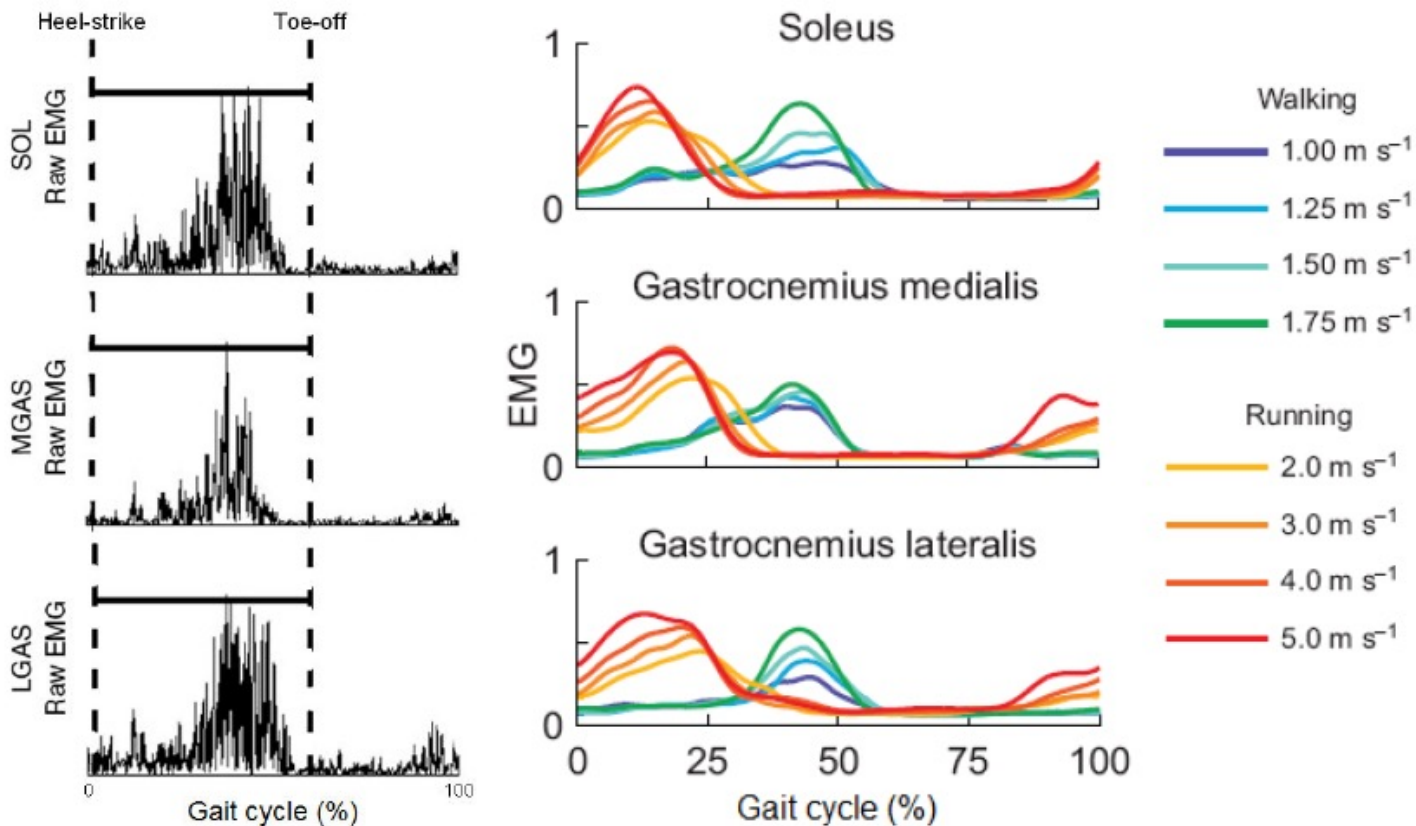 Heel-strike
Toe-off
SOL
Raw EMG
MGAS
Raw EMG
LGAS
Raw EMG
0
100
Gait cycle (%)
Soleus
1
0
Gastrocnemius medialis
1
0
EMG
Gastrocnemius lateralis
1
0
0
25
50
75
100
Gait cycle (%)
Walking
1.00 m s⁻¹
1.25 m s⁻¹
1.50 m s⁻¹
1.75 m s⁻¹
Running
2.0 m s⁻¹
3.0 m s⁻¹
4.0 m s⁻¹
5.0 m s⁻¹